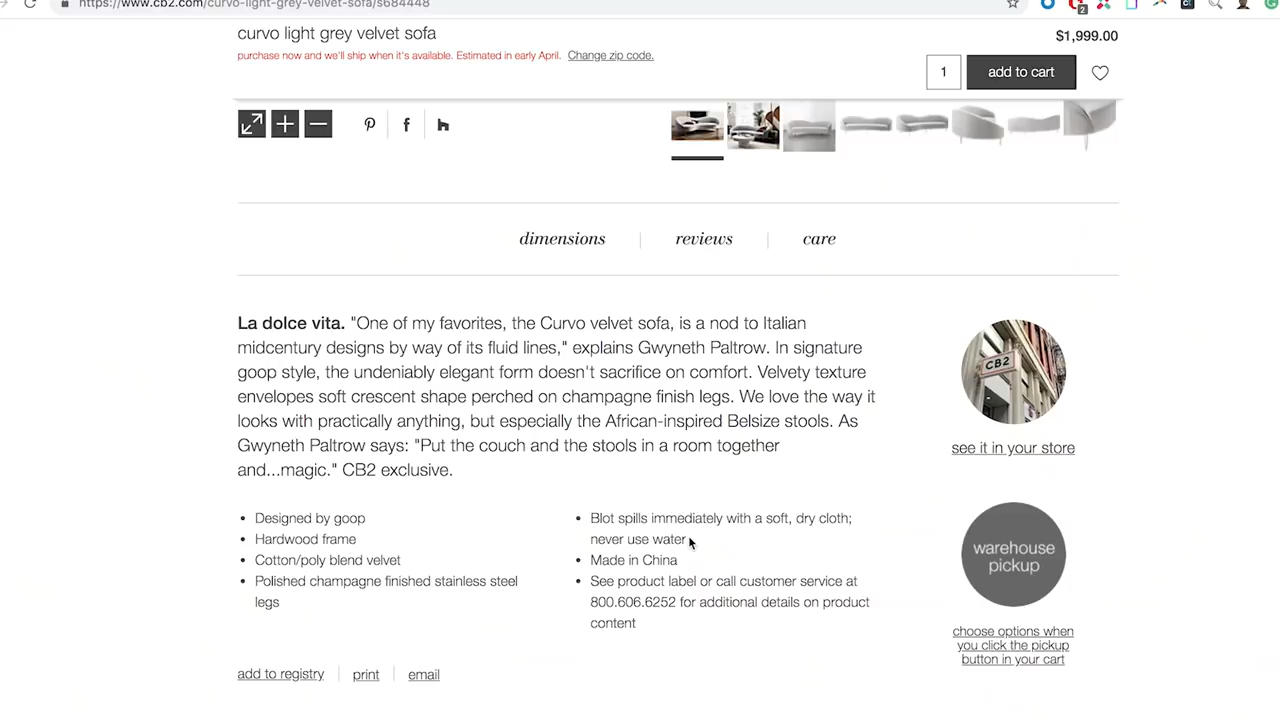 https://www.cb2.com/curvo-light-grey-velvet-sofa/s684448
2
curvo light grey velvet sofa
$1,999.00
purchase now and we'll ship when it's available. Estimated in early April. Change zip code.
1
add to cart
dimensions
reviews
care
La dolce vita. "One of my favorites, the Curvo velvet sofa, is a nod to Italian
midcentury designs by way of its fluid lines," explains Gwyneth Paltrow. In signature
goop style, the undeniably elegant form doesn't sacrifice on comfort. Velvety texture
envelopes soft crescent shape perched on champagne finish legs. We love the way it
looks with practically anything, but especially the African-inspired Belsize stools. As
Gwyneth Paltrow says: "Put the couch and the stools in a room together
and...magic." CB2 exclusive.
CB2
see it in your store
Designed by goop
Hardwood frame
Cotton/poly blend velvet
Polished champagne finished stainless steel
legs
Blot spills immediately with a soft, dry cloth;
never use water
Made in China
See product label or call customer service at
800.606.6252 for additional details on product
content
warehouse
pickup
choose options when
you click the pickup
button in your cart
add to registry
print
email